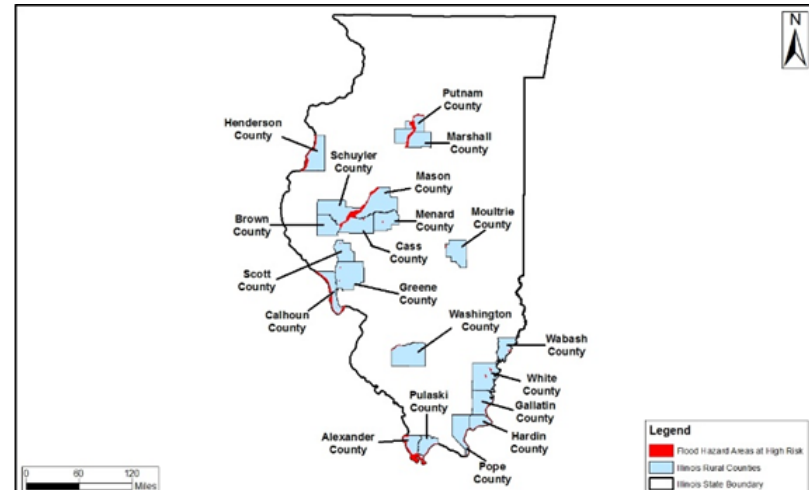 N
Putnam
County
Henderson
County
Marshall
County
Schuyler
County
Mason
County
Brown
County
Menard
County
Moultrie
County
Cass
County
Scott
County
Greene
County
Calhoun
County
Washington
County
Wabash
County
White
County
Pulaski
County
Gallatin
County
Alexander
County
Hardin
County
Pope
County
0 60 120
Miles
Legend
Flood Hazard Areas at High Risk
Illinois Rural Counties
Illinois State Boundary